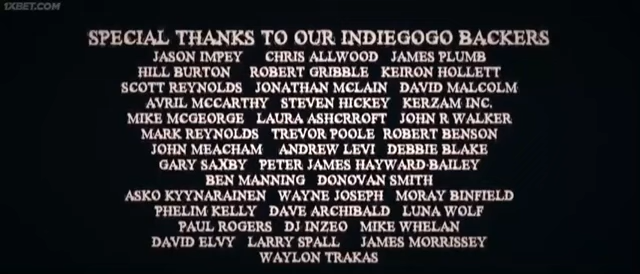 1XBET.COM
SPECIAL THANKS TO OUR INDIEGOGO BACKERS
JASON IMPEY CHRIS ALLWOOD JAMES PLUMB
HILL BURTON ROBERT GRIBBLE KEIRON HOLLETT
SCOTT REYNOLDS JONATHAN MCLAIN DAVID MALCOLM
AVRIL MCCARTHY STEVEN HICKEY KERZAM INC.
MIKE MCGEORGE LAURA ASHCRROFT JOHN R WALKER
MARK REYNOLDS TREVOR POOLE ROBERT BENSON
JOHN MEACHAM ANDREW LEVI DEBBIE BLAKE
GARY SAXBY PETER JAMES HAYWARD-BAILEY
BEN MANNING DONOVAN SMITH
ASKO KYYNARAINEN WAYNE JOSEPH MORAY BINFIELD
PHELIM KELLY DAVE ARCHIBALD LUNA WOLF
PAUL ROGERS DJ INZEO MIKE WHELAN
DAVID ELVY LARRY SPALL JAMES MORRISSEY
WAYLON TRAKAS